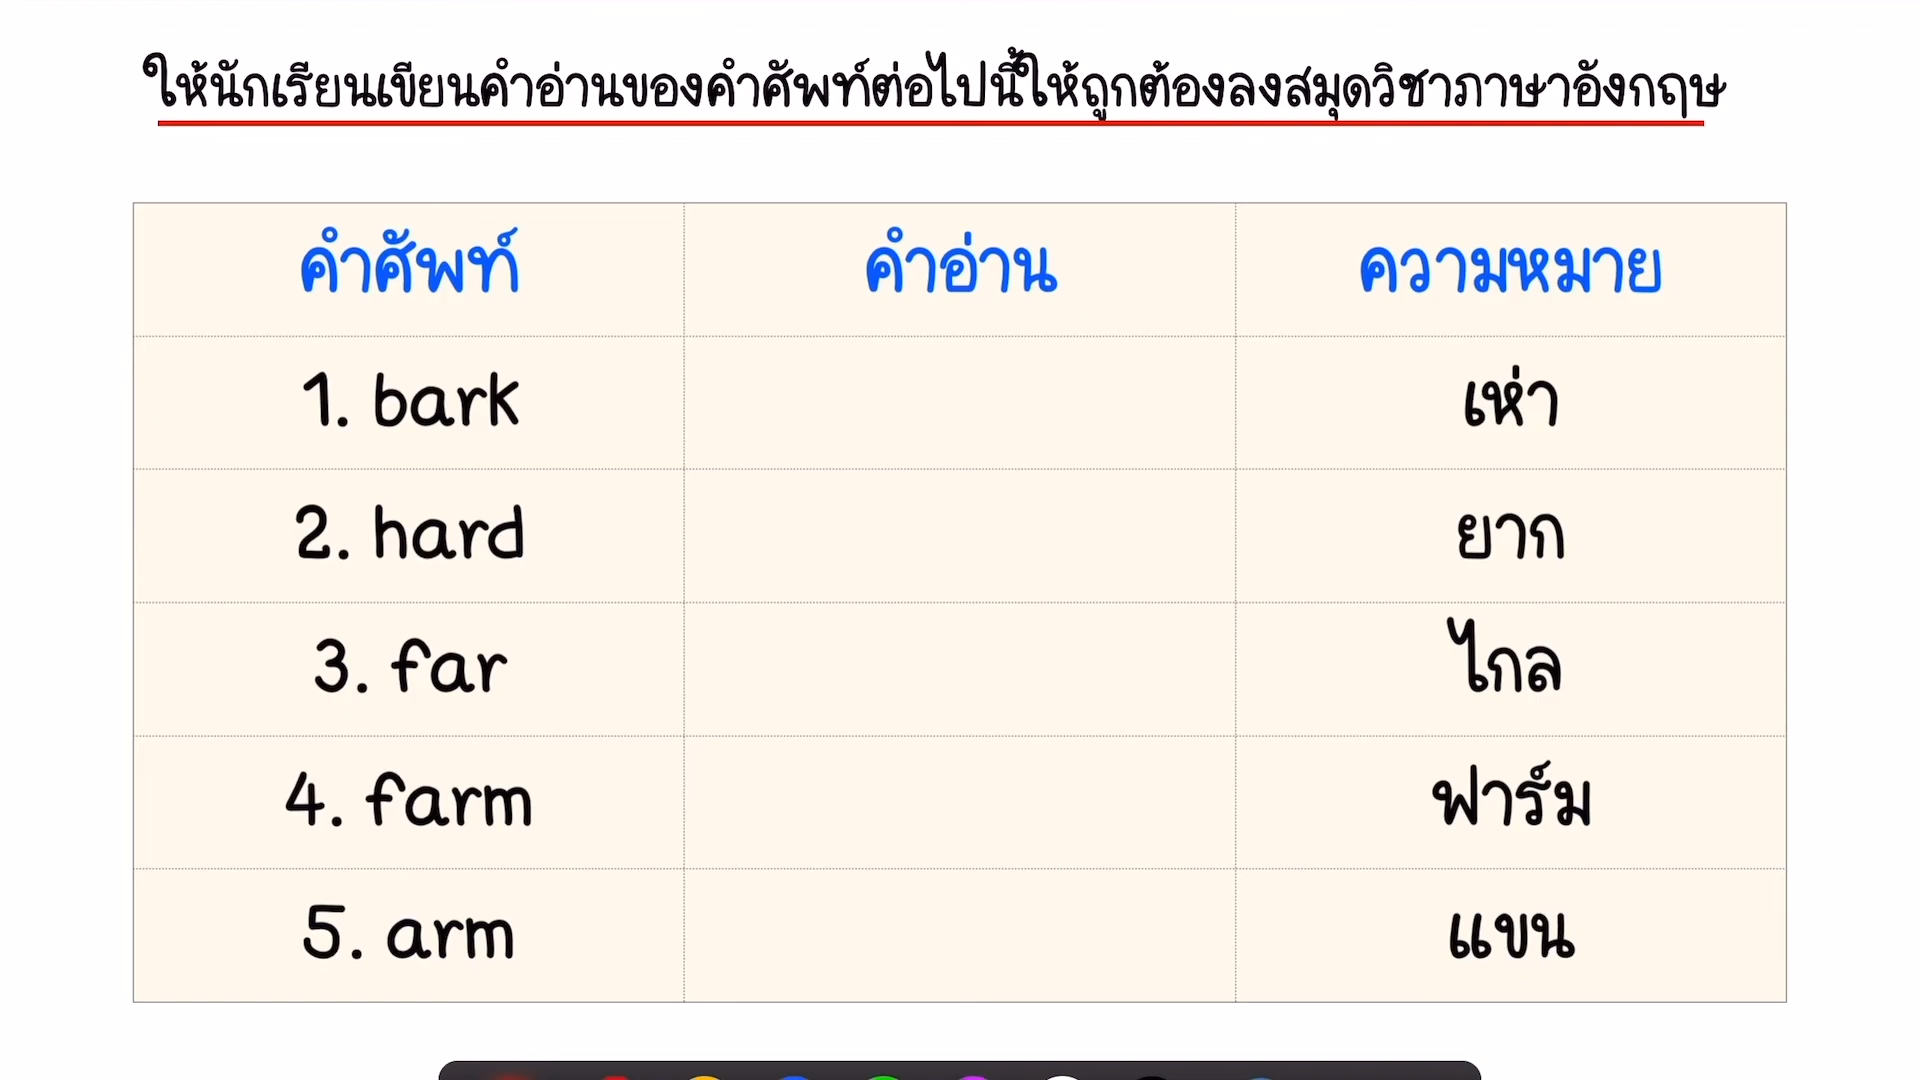 ให้นักเรียนเขียนคำอ่านของคำศัพท์ต่อไปนี้ให้ถูกต้องลงสมุดวิชาภาษาอังกฤษ
คำศัพท์ คำอ่าน ความหมาย
1. bark เห่า
2. hard ยาก
3. far ไกล
4. farm ฟาร์ม
5. arm แขน